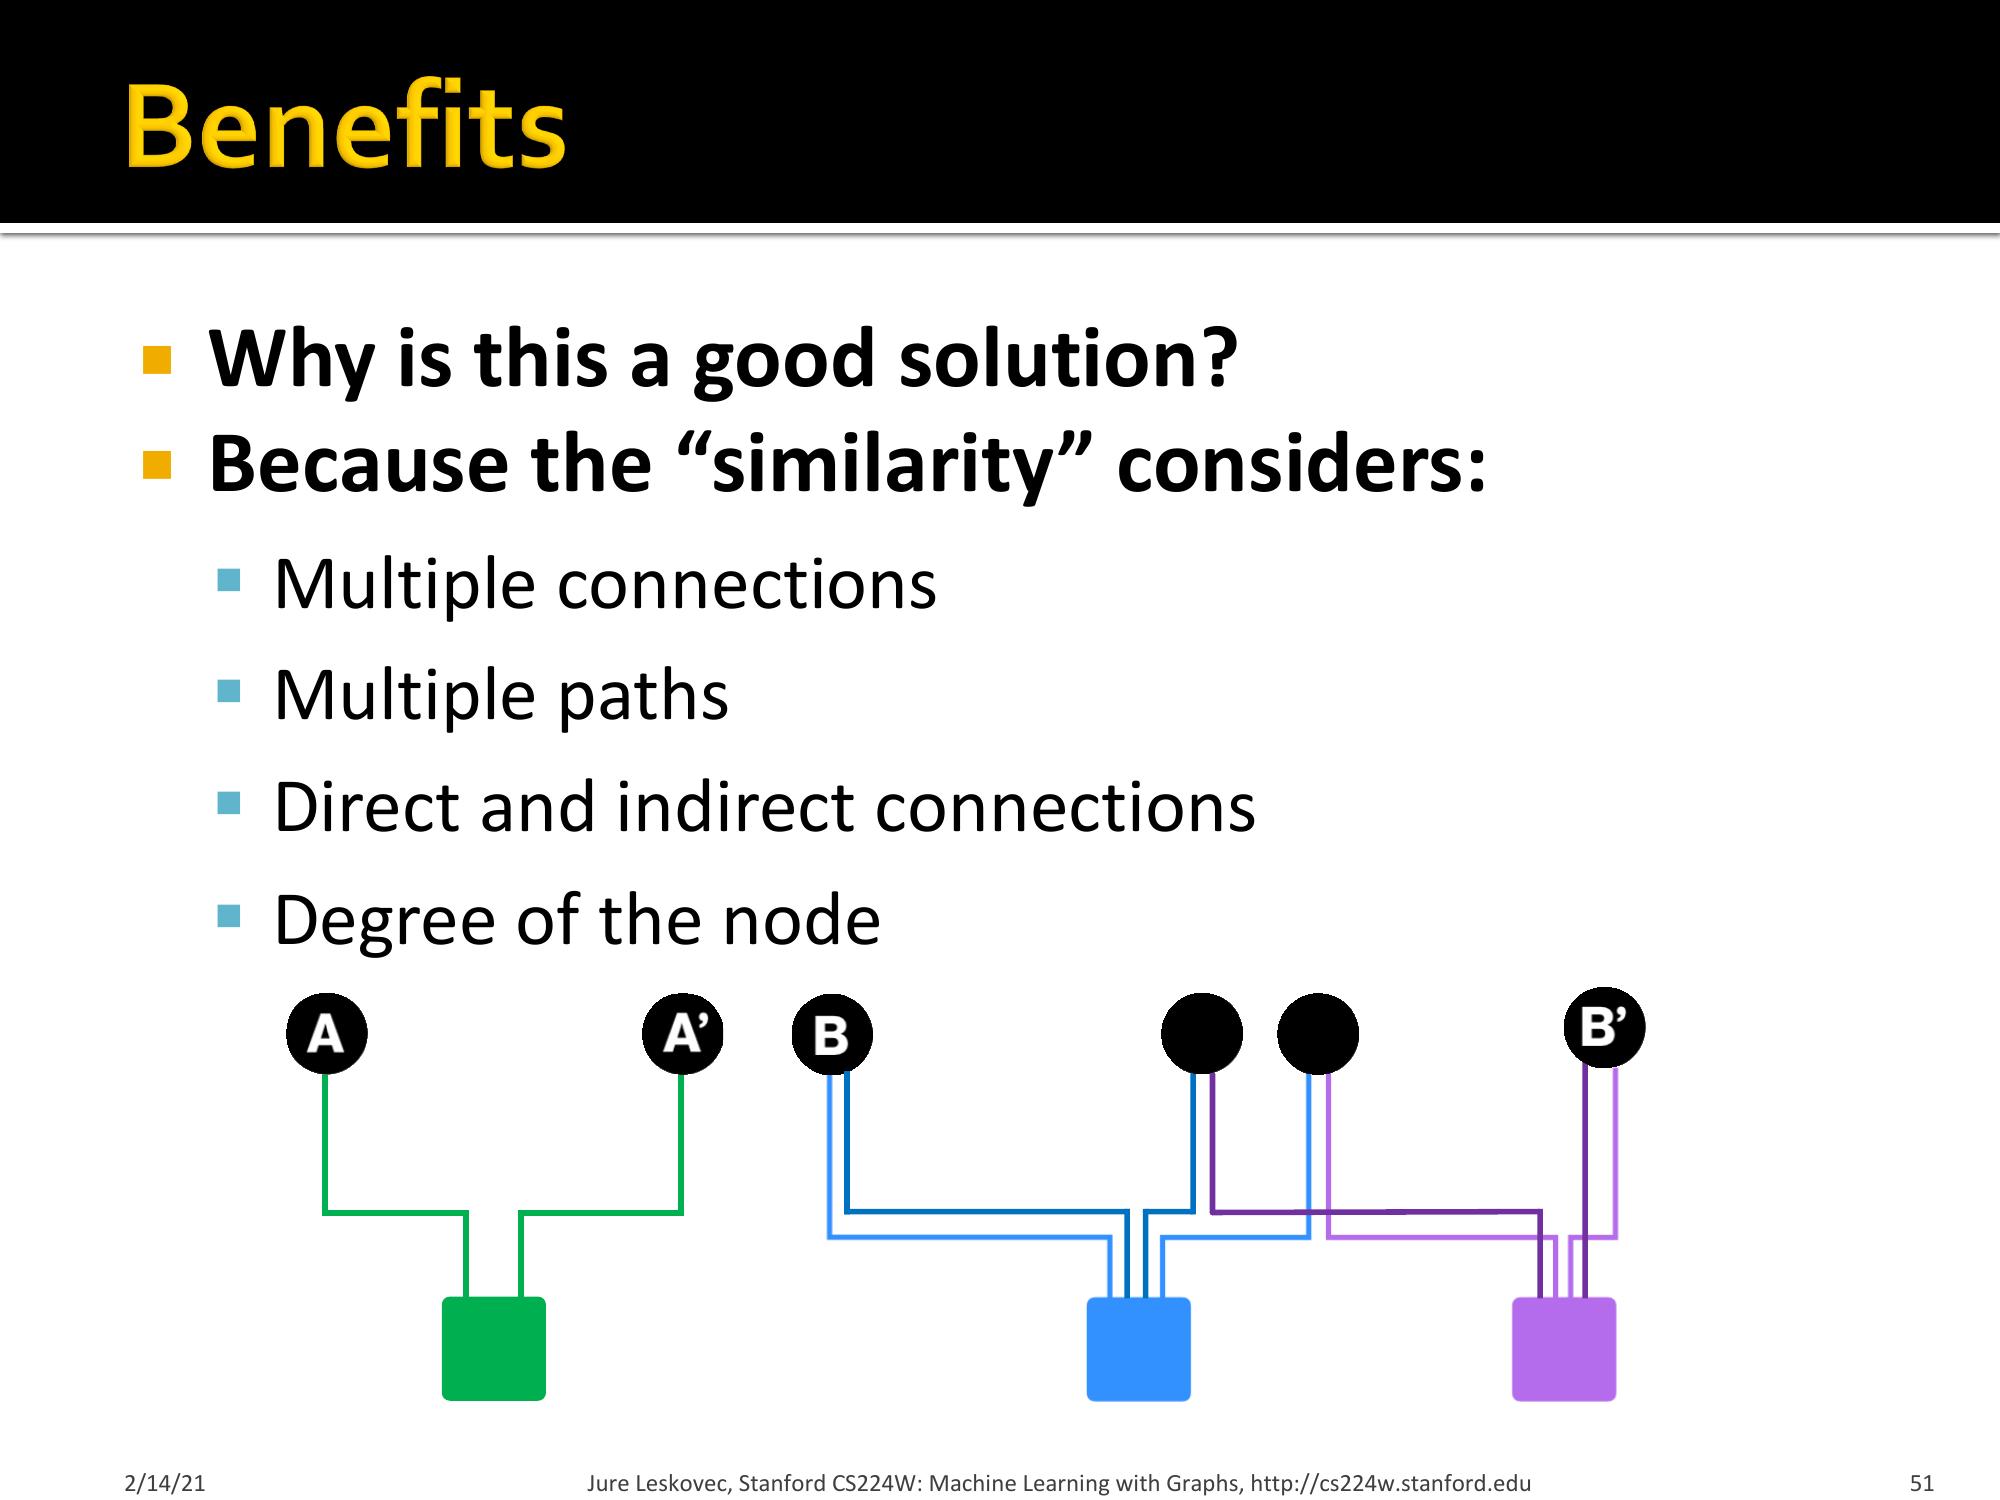 Benefits
Why is this a good solution?
Because the “similarity” considers:
Multiple connections
Multiple paths
Direct and indirect connections
Degree of the node
A A’ B B’
2/14/21 Jure Leskovec, Stanford CS224W: Machine Learning with Graphs, http://cs224w.stanford.edu 51